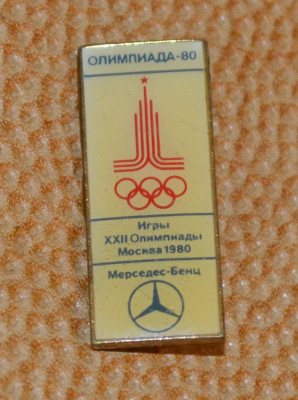 ОЛИМПИАДА-80
Игры
XXII Олимпиады
Москва 1980
Мерседес-Бенц